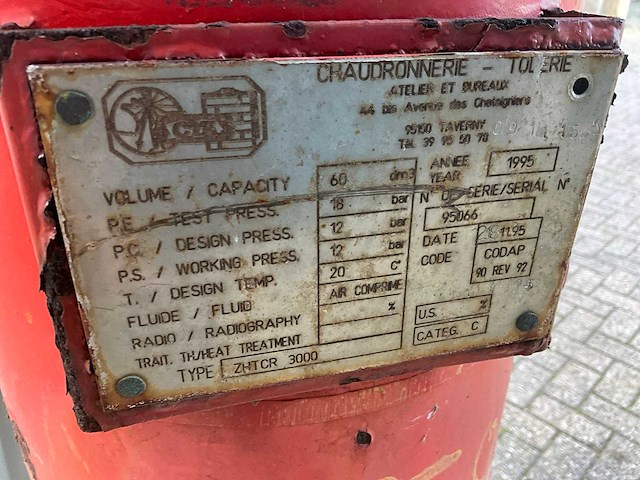 CHAUDRONNERIE - TOLERIE
ATELIER ET BUREAUX
44 bis Avenue des Chataigniers
95150 TAVERNY
Tél. 39 95 50 78
VOLUME / CAPACITY 60 dm3 ANNEE YEAR 1995
P.E. / TEST PRESS. 18 bar N° DE SERIE/SERIAL N°
P.C. / DESIGN PRESS. 12 bar 95066
P.S. / WORKING PRESS. 12 bar DATE 28 11.95
T. / DESIGN TEMP. 20 C° CODE CODAP
FLUIDE / FLUID AIR COMPRIME 90 REV 92
RADIO / RADIOGRAPHY % U.S. %
TRAIT. TH/HEAT TREATMENT CATEG. C
TYPE ZHTCR 3000